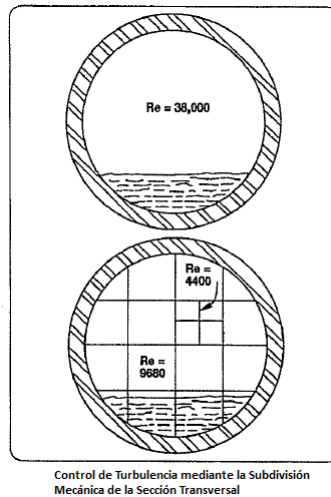 Re = 38,000
Re =
4400
Re =
9680
Control de Turbulencia mediante la Subdivisión
Mecánica de la Sección Transversal